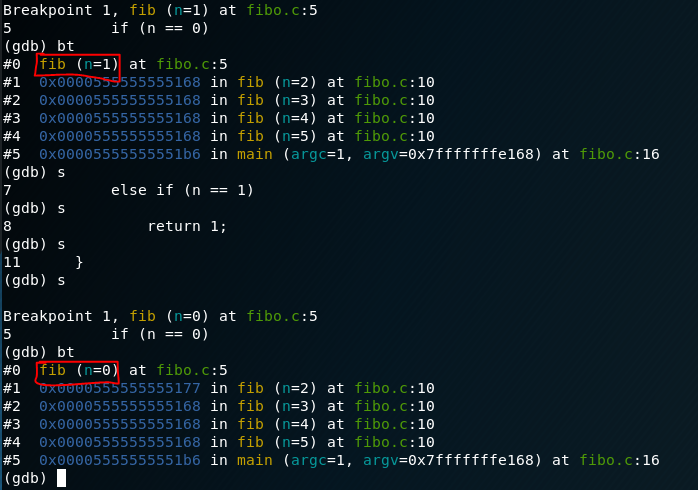 Breakpoint 1, fib (n=1) at fibo.c:5
5           if (n == 0)
(gdb) bt
#0  fib (n=1) at fibo.c:5
#1  0x0000555555555168 in fib (n=2) at fibo.c:10
#2  0x0000555555555168 in fib (n=3) at fibo.c:10
#3  0x0000555555555168 in fib (n=4) at fibo.c:10
#4  0x0000555555555168 in fib (n=5) at fibo.c:10
#5  0x00005555555551b6 in main (argc=1, argv=0x7fffffffe168) at fibo.c:16
(gdb) s
7           else if (n == 1)
(gdb) s
8               return 1;
(gdb) s
11      }
(gdb) s

Breakpoint 1, fib (n=0) at fibo.c:5
5           if (n == 0)
(gdb) bt
#0  fib (n=0) at fibo.c:5
#1  0x0000555555555177 in fib (n=2) at fibo.c:10
#2  0x0000555555555168 in fib (n=3) at fibo.c:10
#3  0x0000555555555168 in fib (n=4) at fibo.c:10
#4  0x0000555555555168 in fib (n=5) at fibo.c:10
#5  0x00005555555551b6 in main (argc=1, argv=0x7fffffffe168) at fibo.c:16
(gdb)